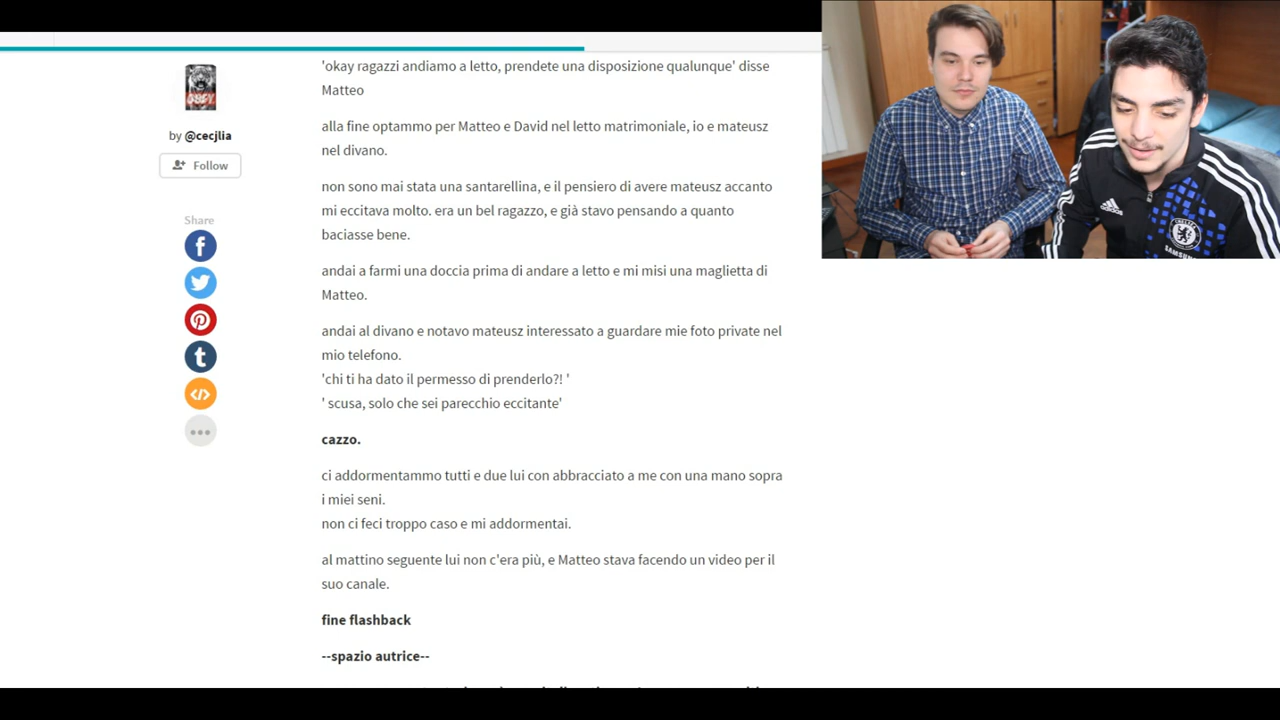 OBEY
by @cecjlia
Follow
Share
'okay ragazzi andiamo a letto, prendete una disposizione qualunque' disse
Matteo
alla fine optammo per Matteo e David nel letto matrimoniale, io e mateusz
nel divano.
non sono mai stata una santarellina, e il pensiero di avere mateusz accanto
mi eccitava molto. era un bel ragazzo, e già stavo pensando a quanto
baciasse bene.
andai a farmi una doccia prima di andare a letto e mi misi una maglietta di
Matteo.
andai al divano e notavo mateusz interessato a guardare mie foto private nel
mio telefono.
'chi ti ha dato il permesso di prenderlo?! '
' scusa, solo che sei parecchio eccitante'
cazzo.
ci addormentammo tutti e due lui con abbracciato a me con una mano sopra
i miei seni.
non ci feci troppo caso e mi addormentai.
al mattino seguente lui non c'era più, e Matteo stava facendo un video per il
suo canale.
fine flashback
--spazio autrice--
adidas
CHELSEA
SAMSUNG